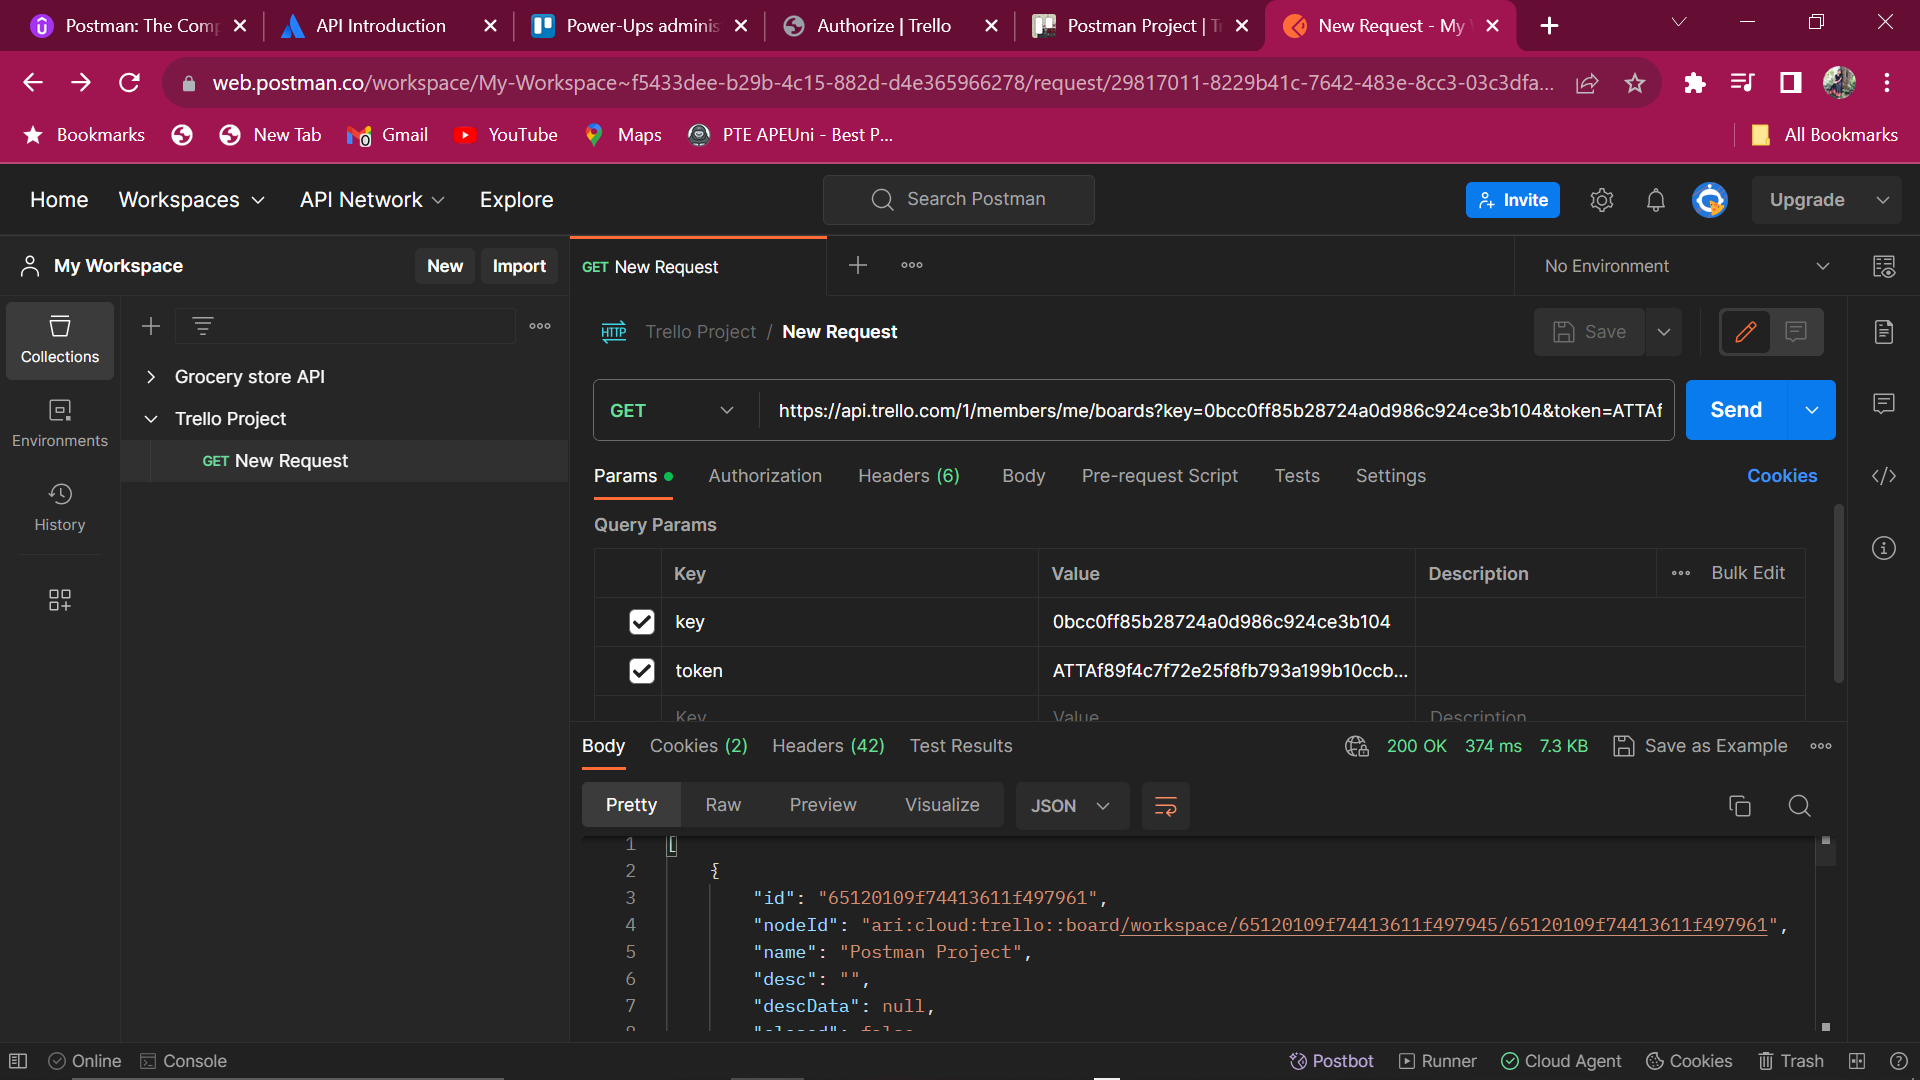 Postman: The Comp
API Introduction
Power-Ups adminis
Authorize | Trello
Postman Project | Tr
New Request - My W
web.postman.co/workspace/My-Workspace~f5433dee-b29b-4c15-882d-d4e365966278/request/29817011-8229b41c-7642-483e-8cc3-03c3dfa...
Bookmarks
New Tab
Gmail
YouTube
Maps
PTE APEUni - Best P...
All Bookmarks
Home
Workspaces
API Network
Explore
Search Postman
Invite
Upgrade
My Workspace
New
Import
GET New Request
No Environment
Collections
Environments
History
Grocery store API
Trello Project
GET New Request
HTTP
Trello Project / New Request
Save
GET
https://api.trello.com/1/members/me/boards?key=0bcc0ff85b28724a0d986c924ce3b104&token=ATTAf
Send
Params
Authorization
Headers (6)
Body
Pre-request Script
Tests
Settings
Cookies
Query Params
Key Value Description Bulk Edit
key 0bcc0ff85b28724a0d986c924ce3b104
token ATTAf89f4c7f72e25f8fb793a199b10ccb...
Key Value Description
Body
Cookies (2)
Headers (42)
Test Results
200 OK 374 ms 7.3 KB
Save as Example
Pretty
Raw
Preview
Visualize
JSON
1 [
2 {
3 "id": "65120109f74413611f497961",
4 "nodeId": "ari:cloud:trello::board/workspace/65120109f74413611f497945/65120109f74413611f497961",
5 "name": "Postman Project",
6 "desc": "",
7 "descData": null,
8 "closed": false
Online
Console
Postbot
Runner
Cloud Agent
Cookies
Trash